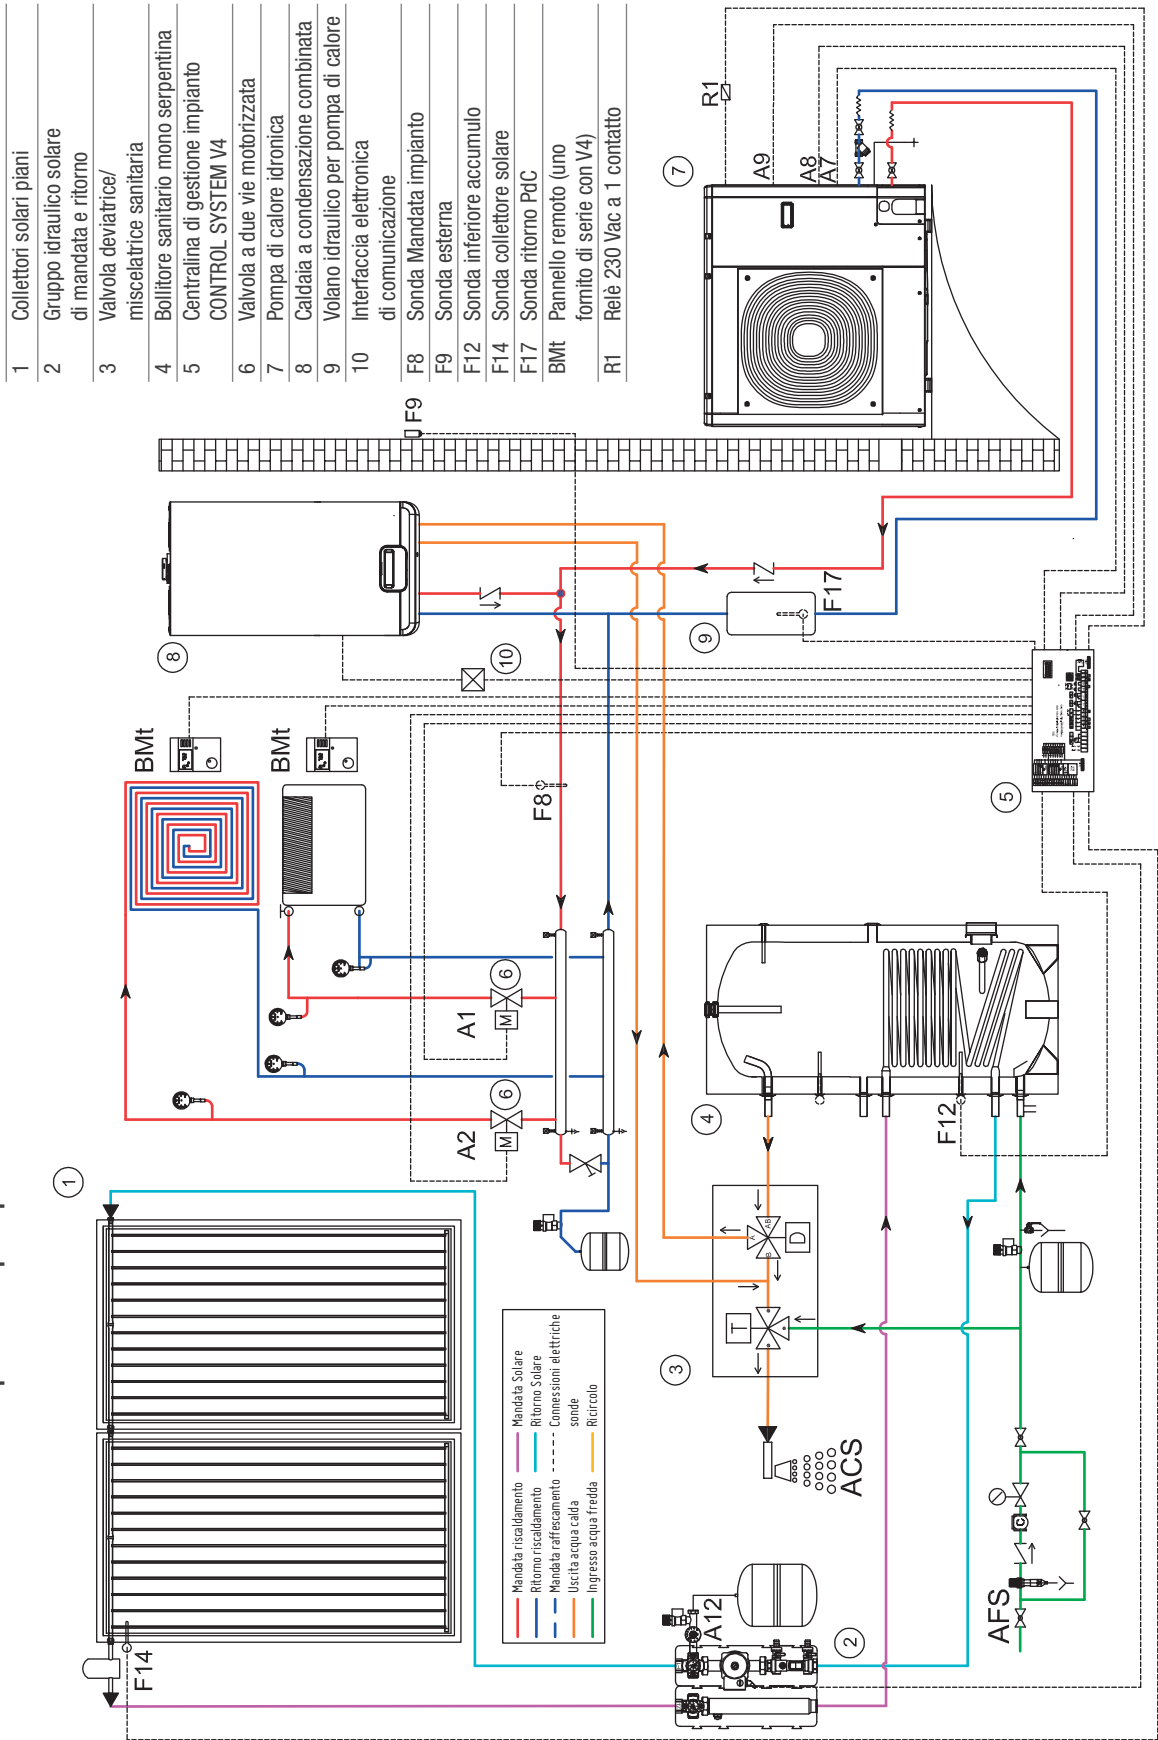 1 Collettori solari piani
2 Gruppo idraulico solare
di mandata e ritorno
3 Valvola deviatrice/
miscelatrice sanitaria
4 Bollitore sanitario mono serpentina
5 Centralina di gestione impianto
CONTROL SYSTEM V4
6 Valvola a due vie motorizzata
7 Pompa di calore idronica
8 Caldaia a condensazione combinata
9 Volano idraulico per pompa di calore
10 Interfaccia elettronica
di comunicazione
F8 Sonda Mandata impianto
F9 Sonda esterna
F12 Sonda inferiore accumulo
F14 Sonda collettore solare
F17 Sonda ritorno PdC
BMt Pannello remoto (uno
fornito di serie con V4)
R1 Relè 230 Vac a 1 contatto
1
8
BMt
BMt
10
F9
7
R1
A9
A8
A7
F8
F17
9
5
A1
6
M
A2
6
M
4
F12
3
T
D
A
AB
B
ACS
AFS
C
F14
A12
2
Mandata riscaldamento
Ritorno riscaldamento
Mandata raffescamento
Uscita acqua calda
Ingresso acqua fredda
Mandata Solare
Ritorno Solare
Connessioni elettriche
sonde
Ricircolo